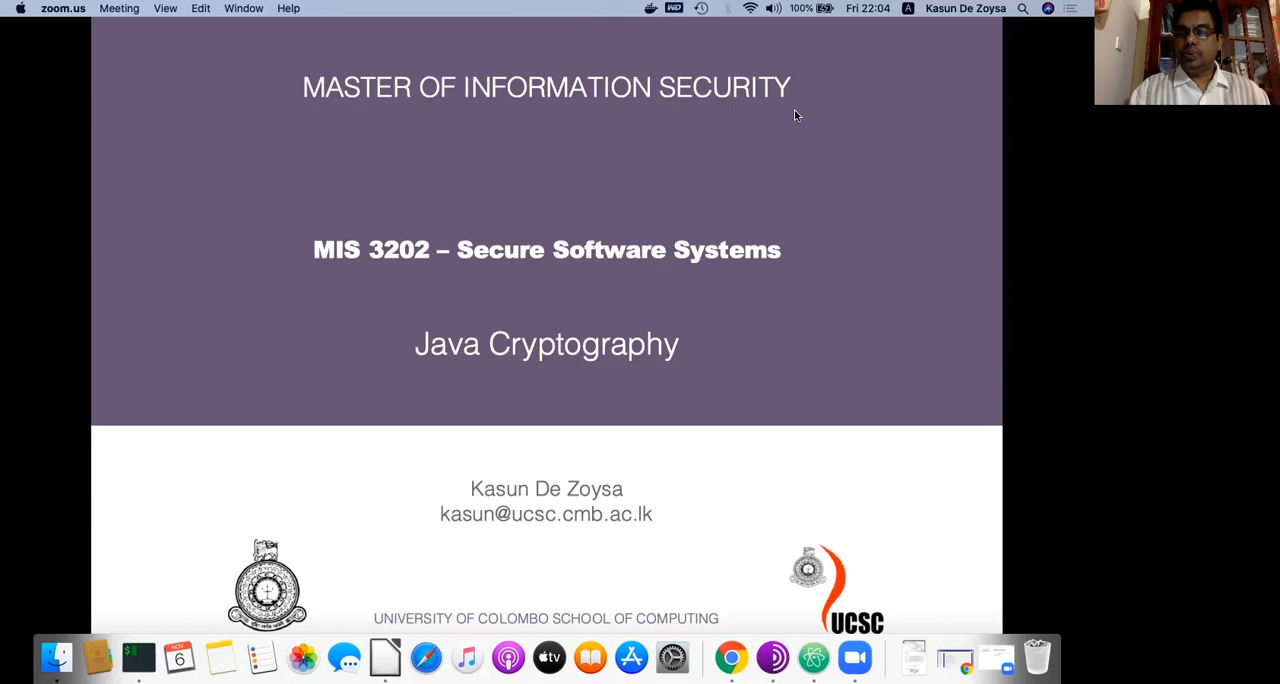 zoom.us Meeting View Edit Window Help 100% Fri 22:04 A Kasun De Zoysa
MASTER OF INFORMATION SECURITY
MIS 3202 – Secure Software Systems
Java Cryptography
Kasun De Zoysa
kasun@ucsc.cmb.ac.lk
UNIVERSITY OF COLOMBO SCHOOL OF COMPUTING
UCSC
NOV
6
$
tv